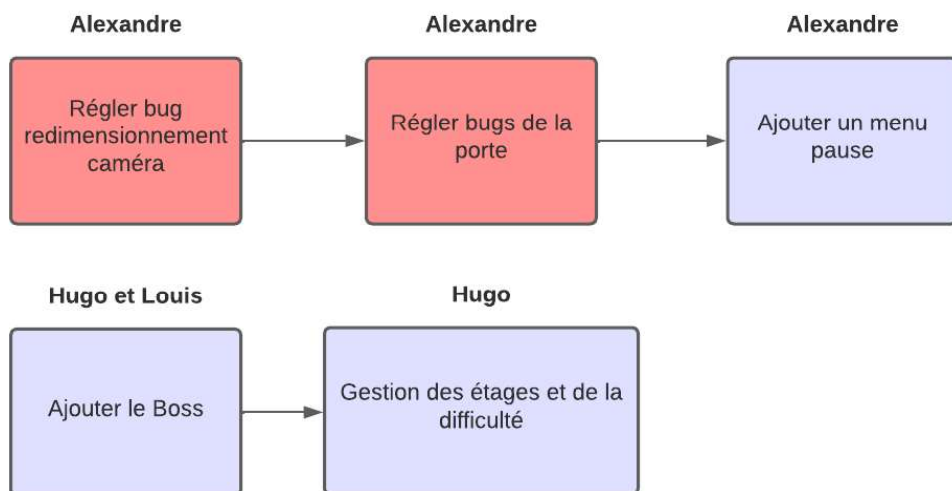 Alexandre
Régler bug
redimensionnement
caméra
Alexandre
Régler bugs de la
porte
Alexandre
Ajouter un menu
pause
Hugo et Louis
Ajouter le Boss
Hugo
Gestion des étages et de la
difficulté